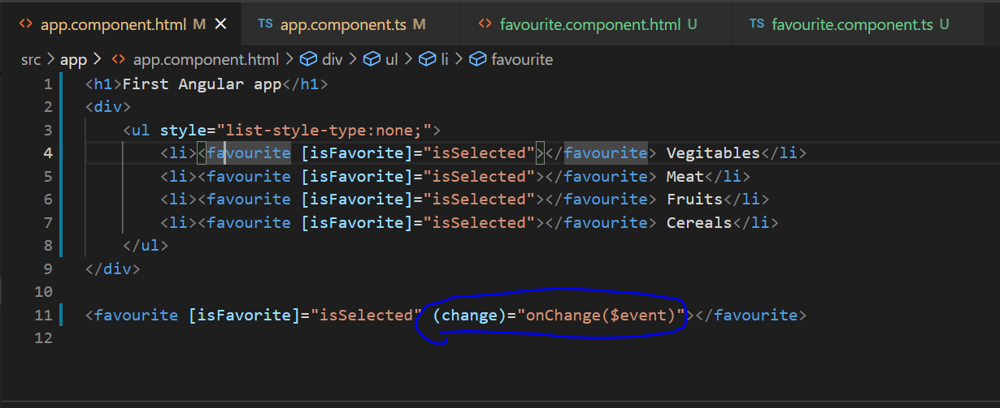 <> app.component.html M × TS app.component.ts M <> favourite.component.html U TS favourite.component.ts U
src > app > <> app.component.html > div > ul > li > favourite
1 <h1>First Angular app</h1>
2 <div>
3 <ul style="list-style-type:none;">
4 <li><favourite [isFavorite]="isSelected"></favourite> Vegitables</li>
5 <li><favourite [isFavorite]="isSelected"></favourite> Meat</li>
6 <li><favourite [isFavorite]="isSelected"></favourite> Fruits</li>
7 <li><favourite [isFavorite]="isSelected"></favourite> Cereals</li>
8 </ul>
9 </div>
10
11 <favourite [isFavorite]="isSelected" (change)="onChange($event)"></favourite>
12